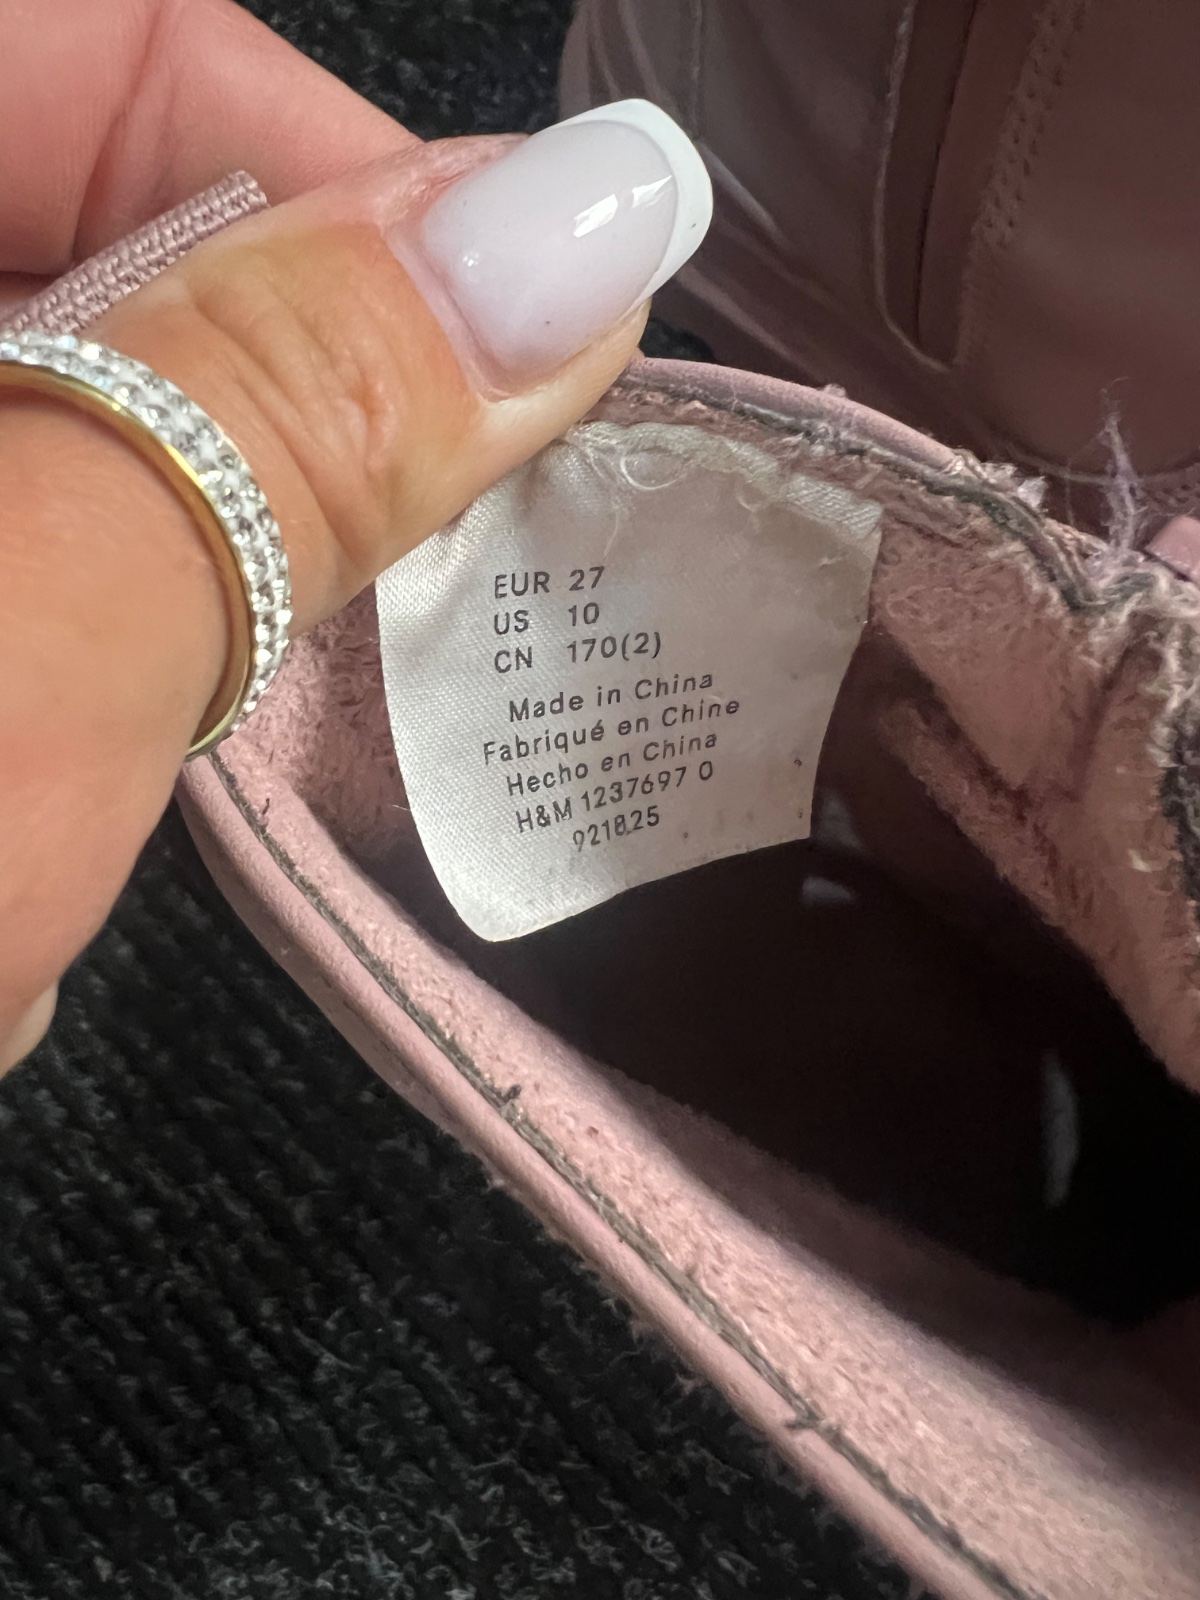 EUR 27
US 10
CN 170(2)
Made in China
Fabriqué en Chine
Hecho en China
H&M 1237697 0
921825